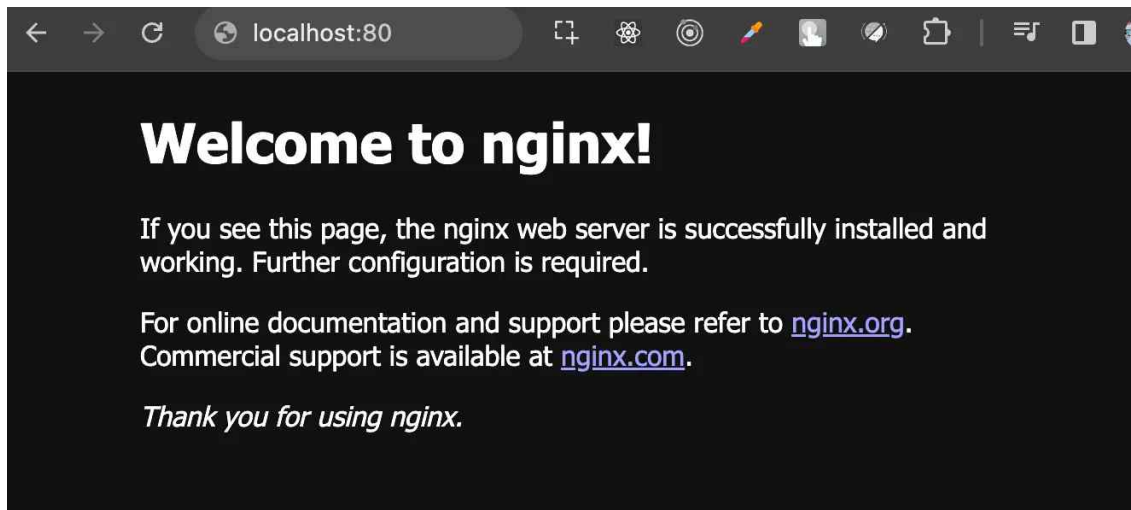 localhost:80
Welcome to nginx!
If you see this page, the nginx web server is successfully installed and
working. Further configuration is required.
For online documentation and support please refer to nginx.org.
Commercial support is available at nginx.com.
Thank you for using nginx.